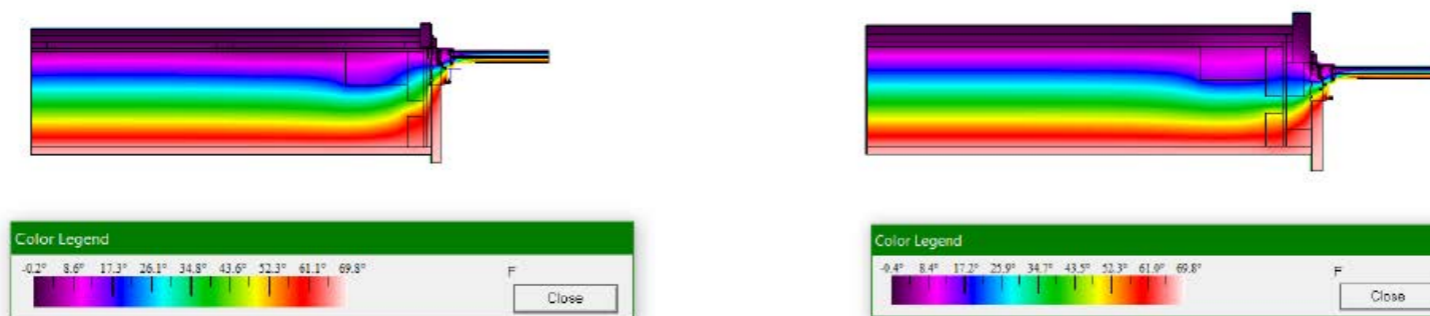 Color Legend
-0.2° 8.6° 17.3° 26.1° 34.8° 43.6° 52.3° 61.1° 69.8°
F
Close
Color Legend
-0.4° 8.4° 17.2° 25.9° 34.7° 43.5° 52.3° 61.0° 69.8°
F
Close